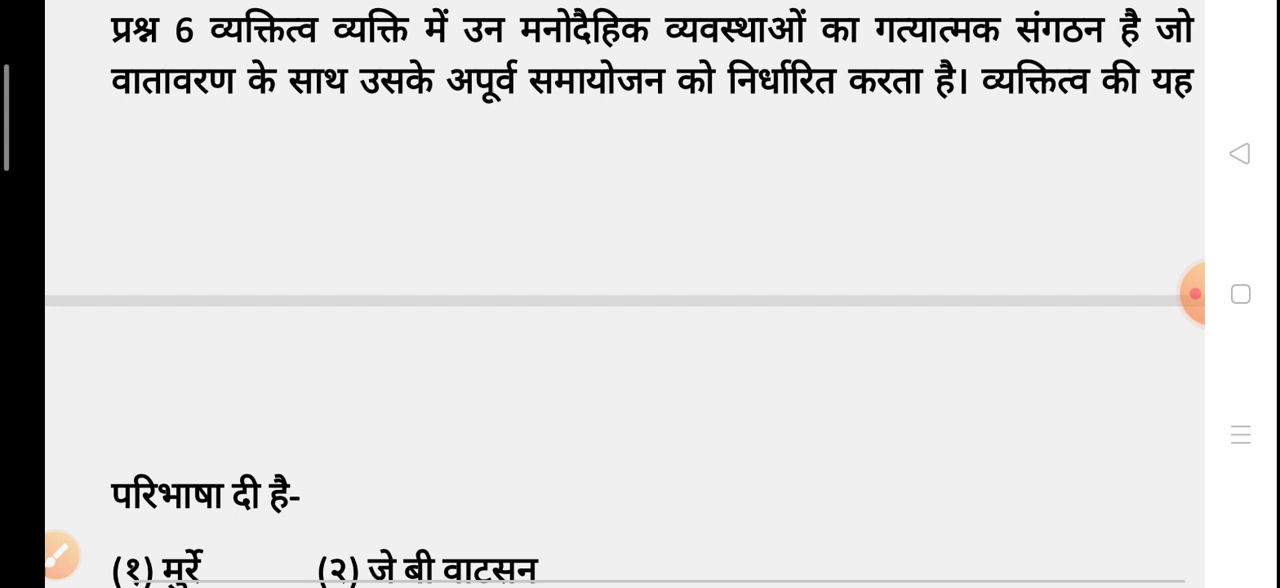 प्रश्न 6 व्यक्तित्व व्यक्ति में उन मनोदैहिक व्यवस्थाओं का गत्यात्मक संगठन है जो
वातावरण के साथ उसके अपूर्व समायोजन को निर्धारित करता है। व्यक्तित्व की यह
परिभाषा दी है-
(१) मुर्रे (२) जे बी वाटसन